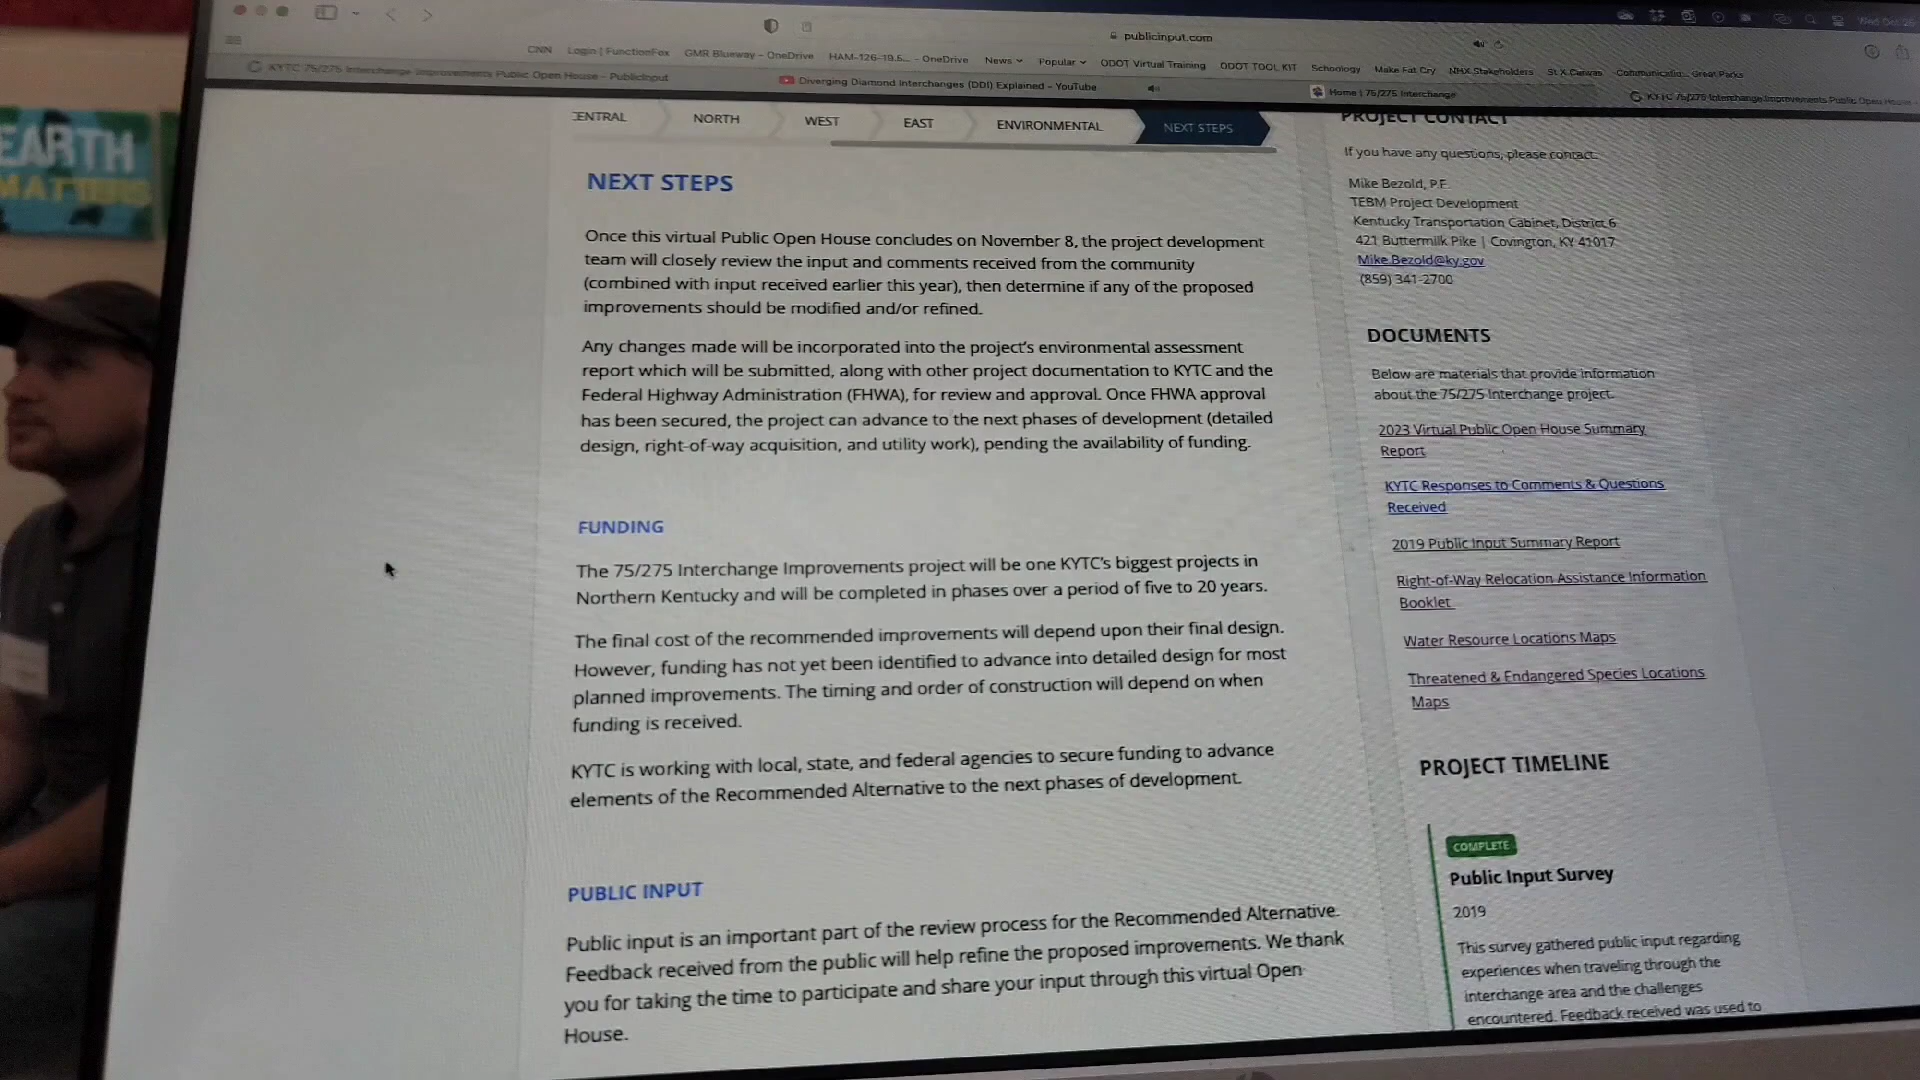 publicinput.com
CNN Login | FunctionFox GMR Blueway – OneDrive HAM-126-19.5... – OneDrive News Popular ODOT Virtual Training ODOT TOOL KIT Schoology Make Fat Cry NHX Stakeholders St X Canvas Great Parks
KYTC 75/275 Interchange Improvements Public Open House – PublicInput
Diverging Diamond Interchanges (DDI) Explained – YouTube
Home | 75/275 Interchange
KYTC 75/275 Interchange Improvements Public Open House
EARTH
MATTERS
ENTRAL NORTH WEST EAST ENVIRONMENTAL NEXT STEPS
NEXT STEPS
Once this virtual Public Open House concludes on November 8, the project development
team will closely review the input and comments received from the community
(combined with input received earlier this year), then determine if any of the proposed
improvements should be modified and/or refined.
Any changes made will be incorporated into the project's environmental assessment
report which will be submitted, along with other project documentation to KYTC and the
Federal Highway Administration (FHWA), for review and approval. Once FHWA approval
has been secured, the project can advance to the next phases of development (detailed
design, right-of-way acquisition, and utility work), pending the availability of funding.
FUNDING
The 75/275 Interchange Improvements project will be one KYTC's biggest projects in
Northern Kentucky and will be completed in phases over a period of five to 20 years.
The final cost of the recommended improvements will depend upon their final design.
However, funding has not yet been identified to advance into detailed design for most
planned improvements. The timing and order of construction will depend on when
funding is received.
KYTC is working with local, state, and federal agencies to secure funding to advance
elements of the Recommended Alternative to the next phases of development.
PUBLIC INPUT
Public input is an important part of the review process for the Recommended Alternative.
Feedback received from the public will help refine the proposed improvements. We thank
you for taking the time to participate and share your input through this virtual Open
House.
PROJECT CONTACT
If you have any questions, please contact:
Mike Bezold, P.E.
TEBM Project Development
Kentucky Transportation Cabinet, District 6
421 Buttermilk Pike | Covington, KY 41017
Mike.Bezold@ky.gov
(859) 341-2700
DOCUMENTS
Below are materials that provide information
about the 75/275 Interchange project.
2023 Virtual Public Open House Summary
Report
KYTC Responses to Comments & Questions
Received
2019 Public Input Summary Report
Right-of-Way Relocation Assistance Information
Booklet
Water Resource Locations Maps
Threatened & Endangered Species Locations
Maps
PROJECT TIMELINE
COMPLETE
Public Input Survey
2019
This survey gathered public input regarding
experiences when traveling through the
interchange area and the challenges
encountered. Feedback received was used to